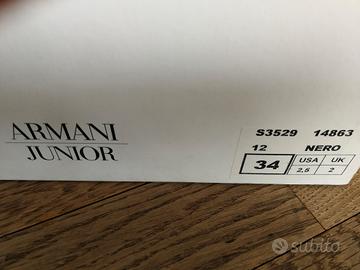 ARMANI
JUNIOR
S3529 14863
12 NERO
34 USA UK
2,5 2
subito